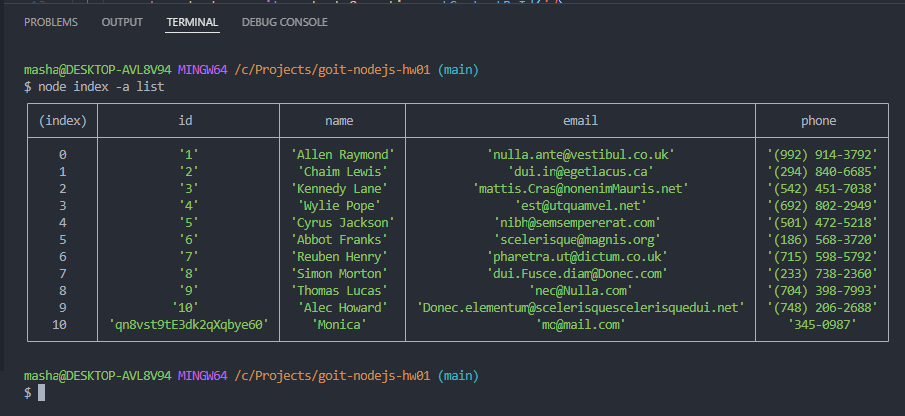 PROBLEMS OUTPUT TERMINAL DEBUG CONSOLE
masha@DESKTOP-AVL8V94 MINGW64 /c/Projects/goit-nodejs-hw01 (main)
$ node index -a list
(index) id name email phone
0 '1' 'Allen Raymond' 'nulla.ante@vestibul.co.uk' '(992) 914-3792'
1 '2' 'Chaim Lewis' 'dui.in@egetlacus.ca' '(294) 840-6685'
2 '3' 'Kennedy Lane' 'mattis.Cras@nonenimMauris.net' '(542) 451-7038'
3 '4' 'Wylie Pope' 'est@utquamvel.net' '(692) 802-2949'
4 '5' 'Cyrus Jackson' 'nibh@semsempererat.com' '(501) 472-5218'
5 '6' 'Abbot Franks' 'scelerisque@magnis.org' '(186) 568-3720'
6 '7' 'Reuben Henry' 'pharetra.ut@dictum.co.uk' '(715) 598-5792'
7 '8' 'Simon Morton' 'dui.Fusce.diam@Donec.com' '(233) 738-2360'
8 '9' 'Thomas Lucas' 'nec@Nulla.com' '(704) 398-7993'
9 '10' 'Alec Howard' 'Donec.elementum@scelerisquescelerisquedui.net' '(748) 206-2688'
10 'qn8vst9tE3dk2qXqbye60' 'Monica' 'mo@mail.com' '345-0987'
masha@DESKTOP-AVL8V94 MINGW64 /c/Projects/goit-nodejs-hw01 (main)
$